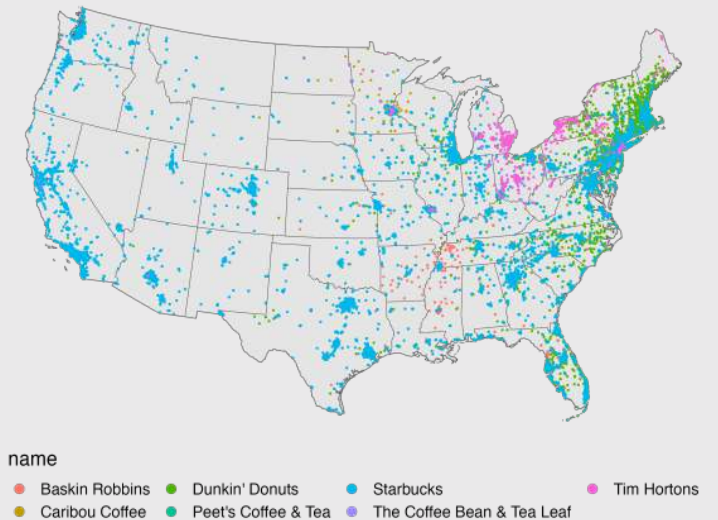 name
Baskin Robbins Dunkin' Donuts Starbucks Tim Hortons
Caribou Coffee Peet's Coffee & Tea The Coffee Bean & Tea Leaf